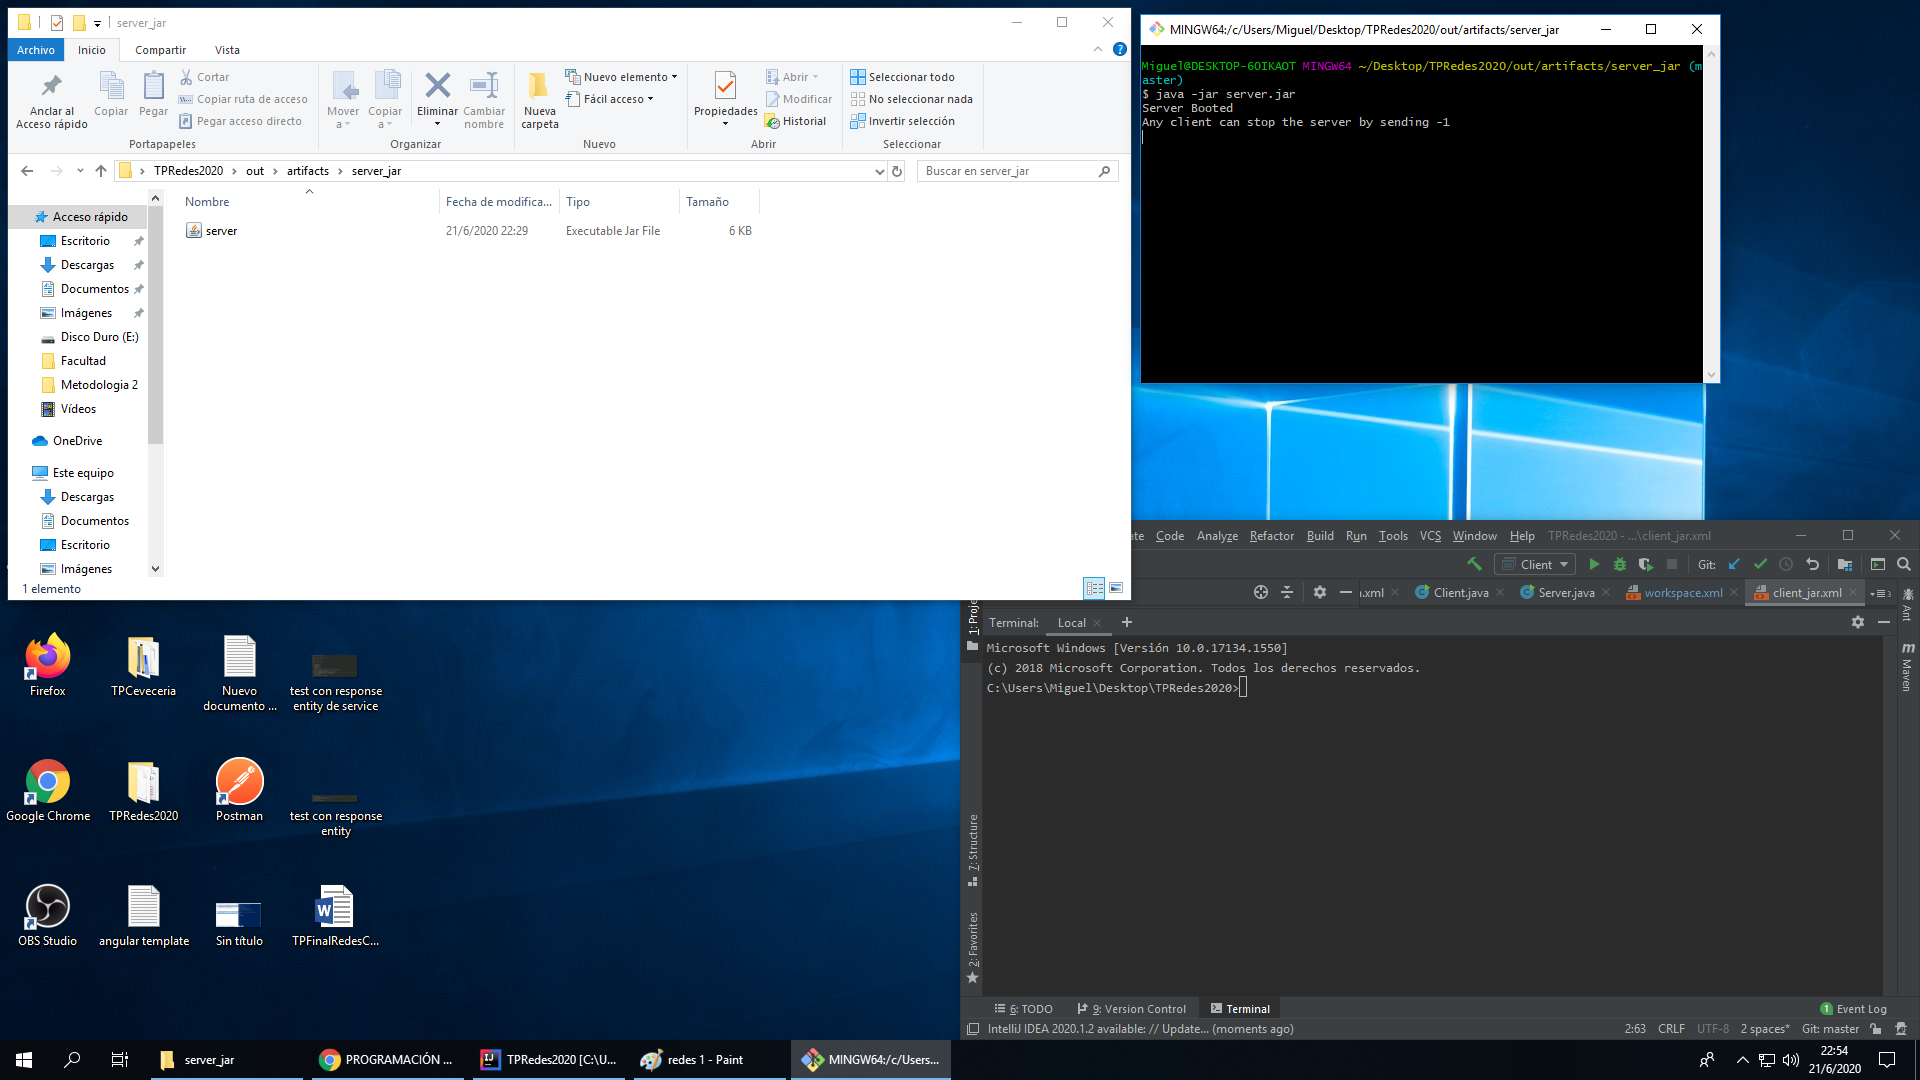 server_jar
Archivo
Inicio
Compartir
Vista
Anclar al
Acceso rápido
Copiar
Pegar
Cortar
Copiar ruta de acceso
Pegar acceso directo
Portapapeles
Mover
a
Copiar
a
Eliminar
Cambiar
nombre
Organizar
Nueva
carpeta
Nuevo elemento
Fácil acceso
Nuevo
Propiedades
Abrir
Modificar
Historial
Abrir
Seleccionar todo
No seleccionar nada
Invertir selección
Seleccionar
TPRedes2020 > out > artifacts > server_jar
Buscar en server_jar
Nombre
Fecha de modifica...
Tipo
Tamaño
server
21/6/2020 22:29
Executable Jar File
6 KB
Acceso rápido
Escritorio
Descargas
Documentos
Imágenes
Disco Duro (E:)
Facultad
Metodologia 2
Vídeos
OneDrive
Este equipo
Descargas
Documentos
Escritorio
Imágenes
1 elemento
MINGW64:/c/Users/Miguel/Desktop/TPRedes2020/out/artifacts/server_jar
Miguel@DESKTOP-6OIKAOT MINGW64 ~/Desktop/TPRedes2020/out/artifacts/server_jar (m
aster)
$ java -jar server.jar
Server Booted
Any client can stop the server by sending -1
ate Code Analyze Refactor Build Run Tools VCS Window Help TPRedes2020 - ...\client_jar.xml
Client
Git:
ı.xml
Client.java
Server.java
workspace.xml
client_jar.xml
1: Proje
Terminal:
Local
Microsoft Windows [Versión 10.0.17134.1550]
(c) 2018 Microsoft Corporation. Todos los derechos reservados.
C:\Users\Miguel\Desktop\TPRedes2020>
Ant
Maven
7: Structure
2: Favorites
6: TODO
9: Version Control
Terminal
1
Event Log
IntelliJ IDEA 2020.1.2 available: // Update... (moments ago)
2:63
CRLF
UTF-8
2 spaces*
Git: master
Firefox
TPCeveceria
Nuevo
documento ...
test con response
entity de service
Google Chrome
TPRedes2020
Postman
test con response
entity
OBS Studio
angular template
Sin título
TPFinalRedesC...
server_jar
PROGRAMACIÓN ...
TPRedes2020 [C:\U...
redes 1 - Paint
MINGW64:/c/Users...
22:54
21/6/2020